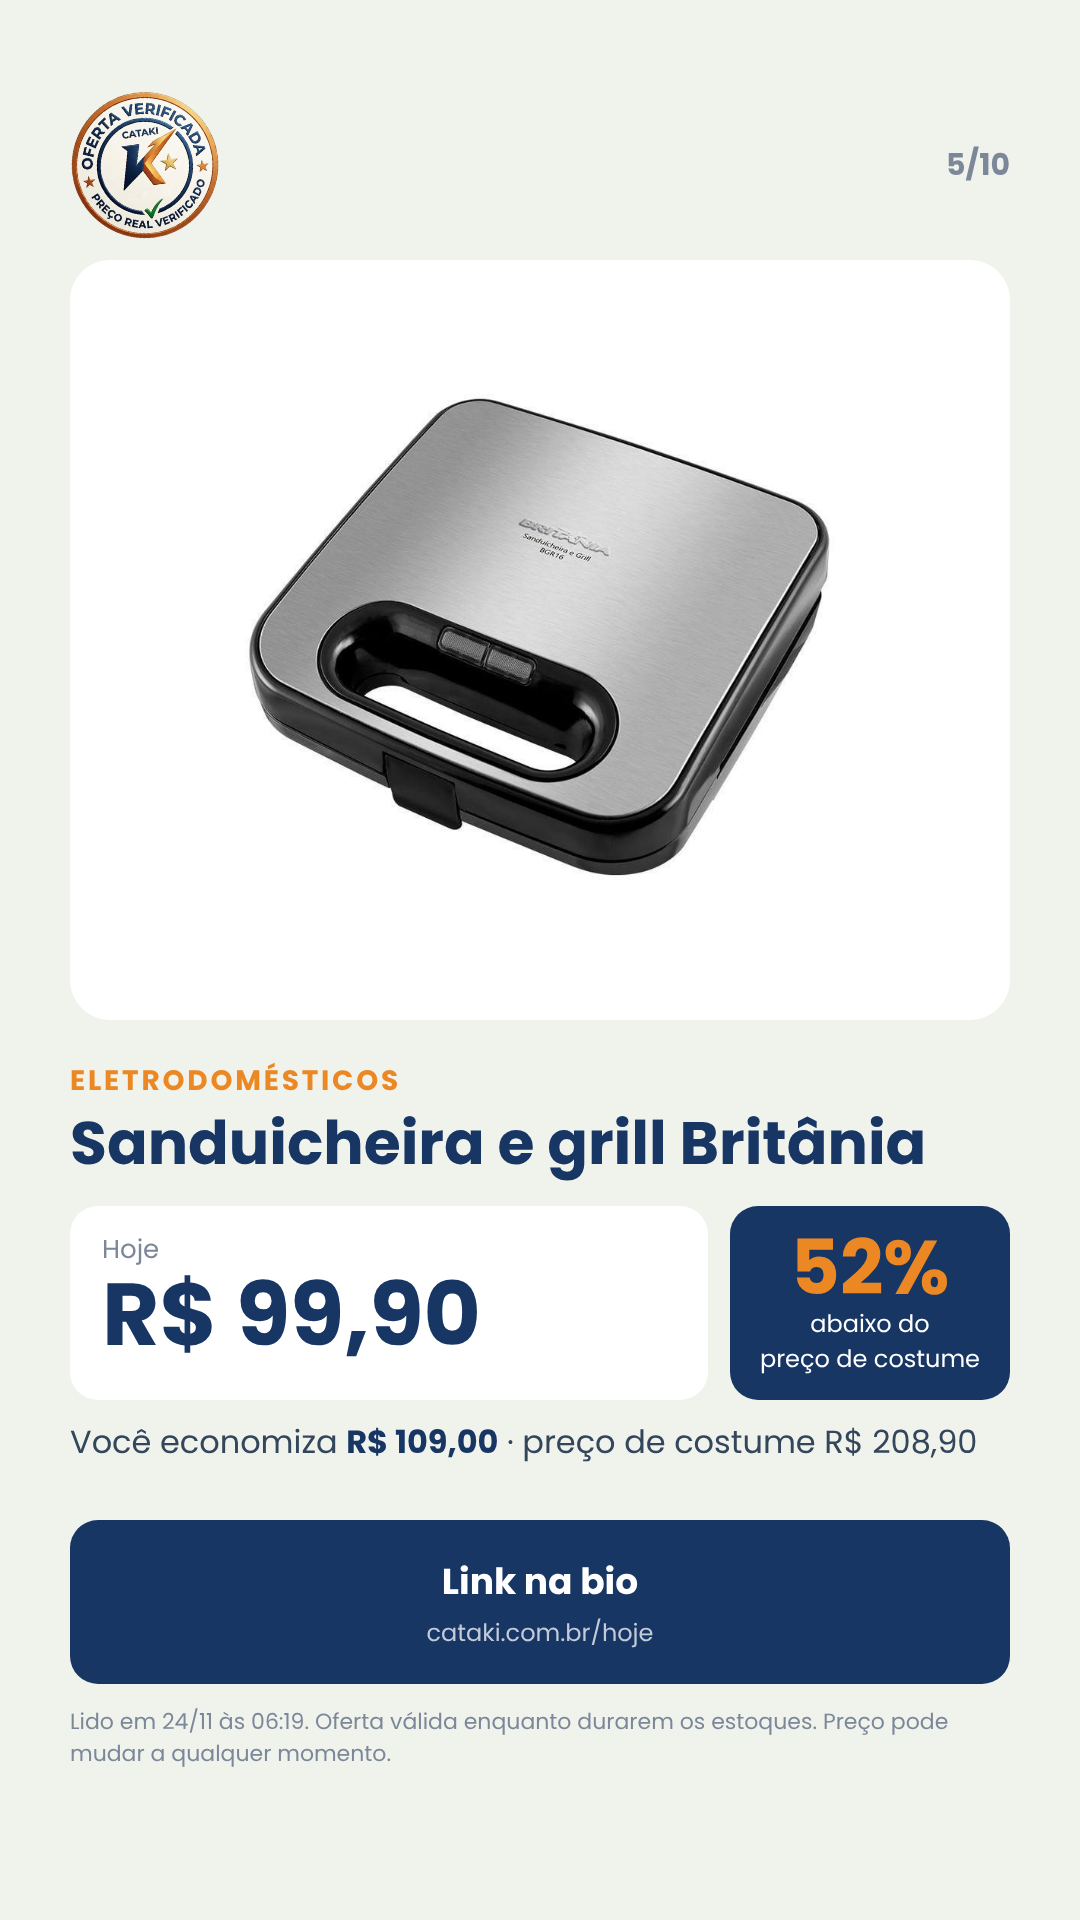 OFERTA VERIFICADA
CATAKI
K
PREÇO REAL VERIFICADO
5/10
BRITÂNIA
Sanduicheira e Grill
BGR16
ELETRODOMÉSTICOS
Sanduicheira e grill Britânia
Hoje
R$ 99,90
52%
abaixo do
preço de costume
Você economiza R$ 109,00 · preço de costume R$ 208,90
Link na bio
cataki.com.br/hoje
Lido em 24/11 às 06:19. Oferta válida enquanto durarem os estoques. Preço pode
mudar a qualquer momento.